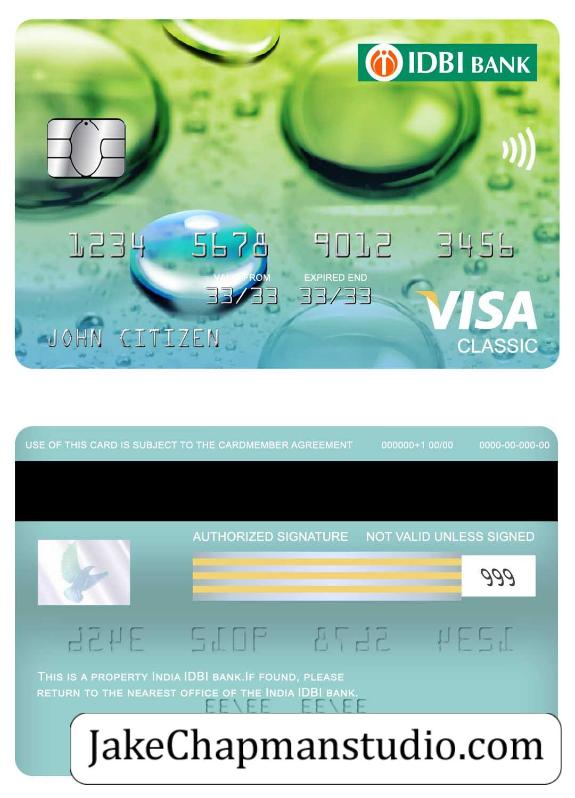 IDBI BANK
1234 5678 9012 3456
VALID FROM EXPIRED END
33/33 33/33
VISA
JOHN CITIZEN
CLASSIC
USE OF THIS CARD IS SUBJECT TO THE CARDMEMBER AGREEMENT 000000+1 00/00 0000-00-000-00
AUTHORIZED SIGNATURE NOT VALID UNLESS SIGNED
999
THIS IS A PROPERTY INDIA IDBI BANK.IF FOUND, PLEASE
RETURN TO THE NEAREST OFFICE OF THE INDIA IDBI BANK.
JakeChapmanstudio.com